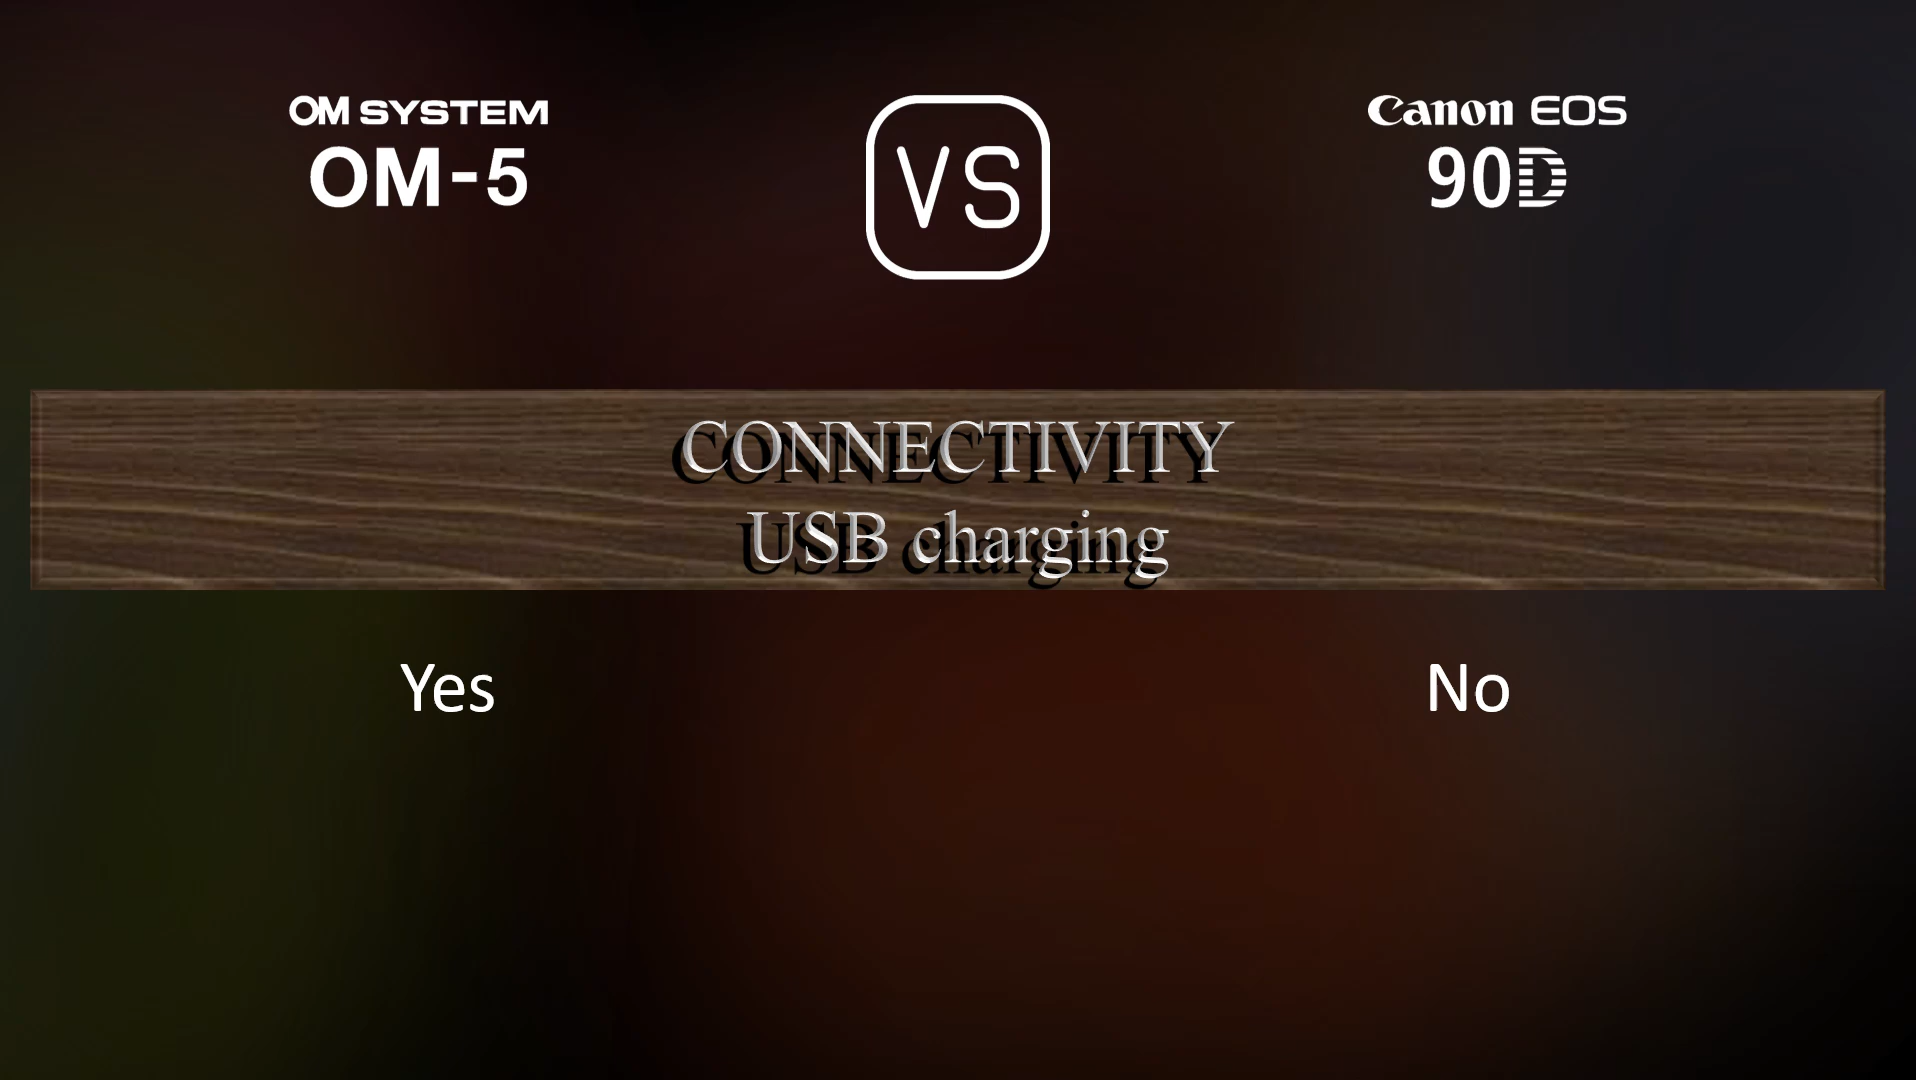 OM SYSTEM
OM-5
VS
Canon EOS
90D
CONNECTIVITY
USB charging
Yes
No